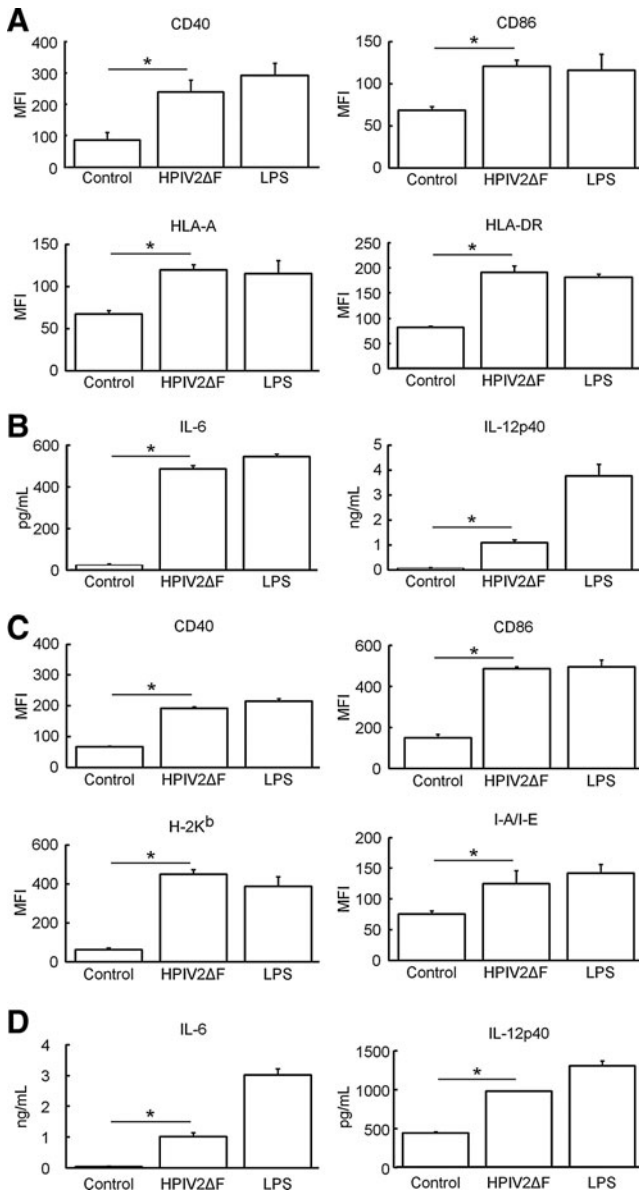 A
CD40
MFI
400
300
200
100
0
*
Control HPIV2ΔF LPS
CD86
MFI
150
100
50
0
*
Control HPIV2ΔF LPS
HLA-A
MFI
150
100
50
0
*
Control HPIV2ΔF LPS
HLA-DR
MFI
250
200
150
100
50
0
*
Control HPIV2ΔF LPS
B
IL-6
pg/mL
600
400
200
0
*
Control HPIV2ΔF LPS
IL-12p40
ng/mL
5
4
3
2
1
0
*
Control HPIV2ΔF LPS
C
CD40
MFI
400
300
200
100
0
*
Control HPIV2ΔF LPS
CD86
MFI
600
400
200
0
*
Control HPIV2ΔF LPS
H-2Kᵇ
MFI
600
400
200
0
*
Control HPIV2ΔF LPS
I-A/I-E
MFI
200
150
100
50
0
*
Control HPIV2ΔF LPS
D
IL-6
ng/mL
4
3
2
1
0
*
Control HPIV2ΔF LPS
IL-12p40
pg/mL
1500
1000
500
0
*
Control HPIV2ΔF LPS